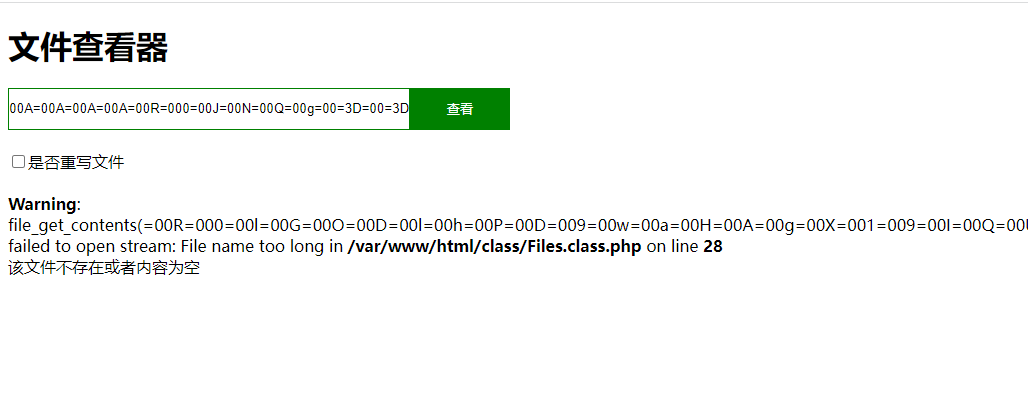 文件查看器
00A=00A=00A=00A=00R=000=00J=00N=00Q=00g=00=3D=00=3D 查看
是否重写文件
Warning:
file_get_contents(=00R=000=00l=00G=00O=00D=00l=00h=00P=00D=009=00w=00a=00H=00A=00g=00X=001=009=00I=00Q=00U
failed to open stream: File name too long in /var/www/html/class/Files.class.php on line 28
该文件不存在或者内容为空